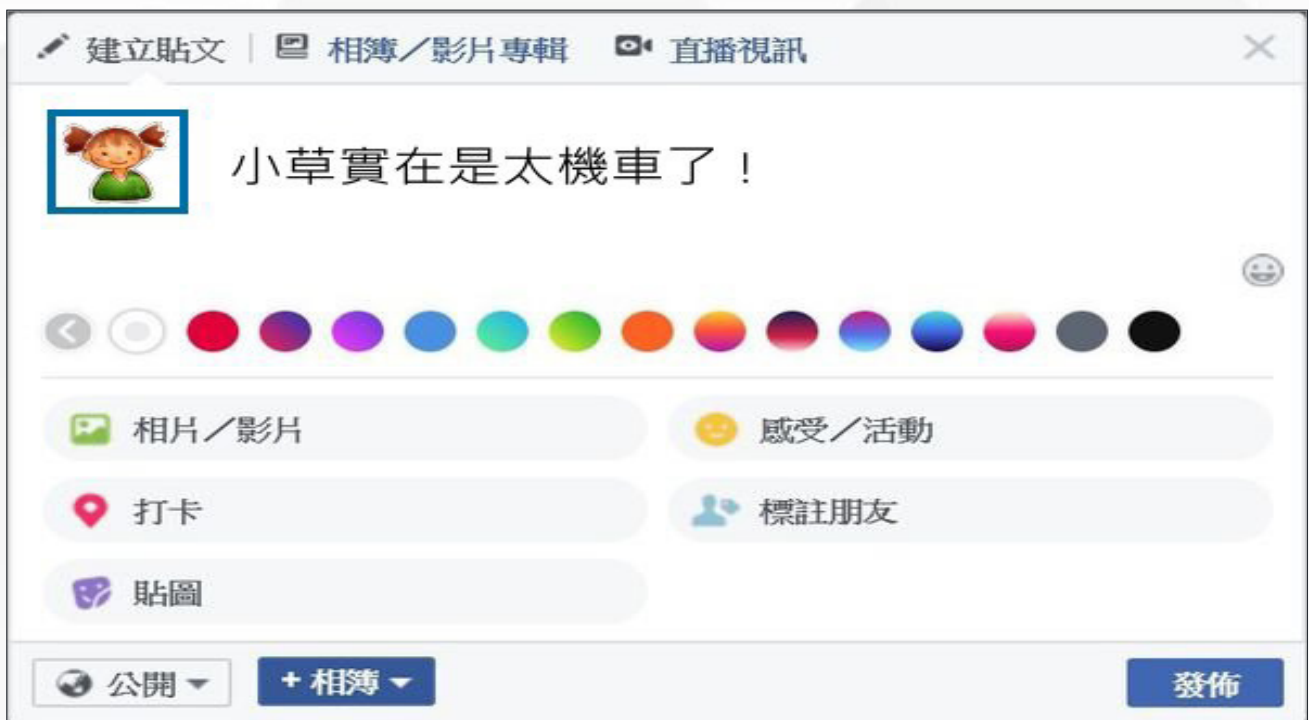 建立貼文 相簿／影片專輯 直播視訊
小草實在是太機車了！
相片／影片 感受／活動
打卡 標註朋友
貼圖
公開 + 相簿 發佈